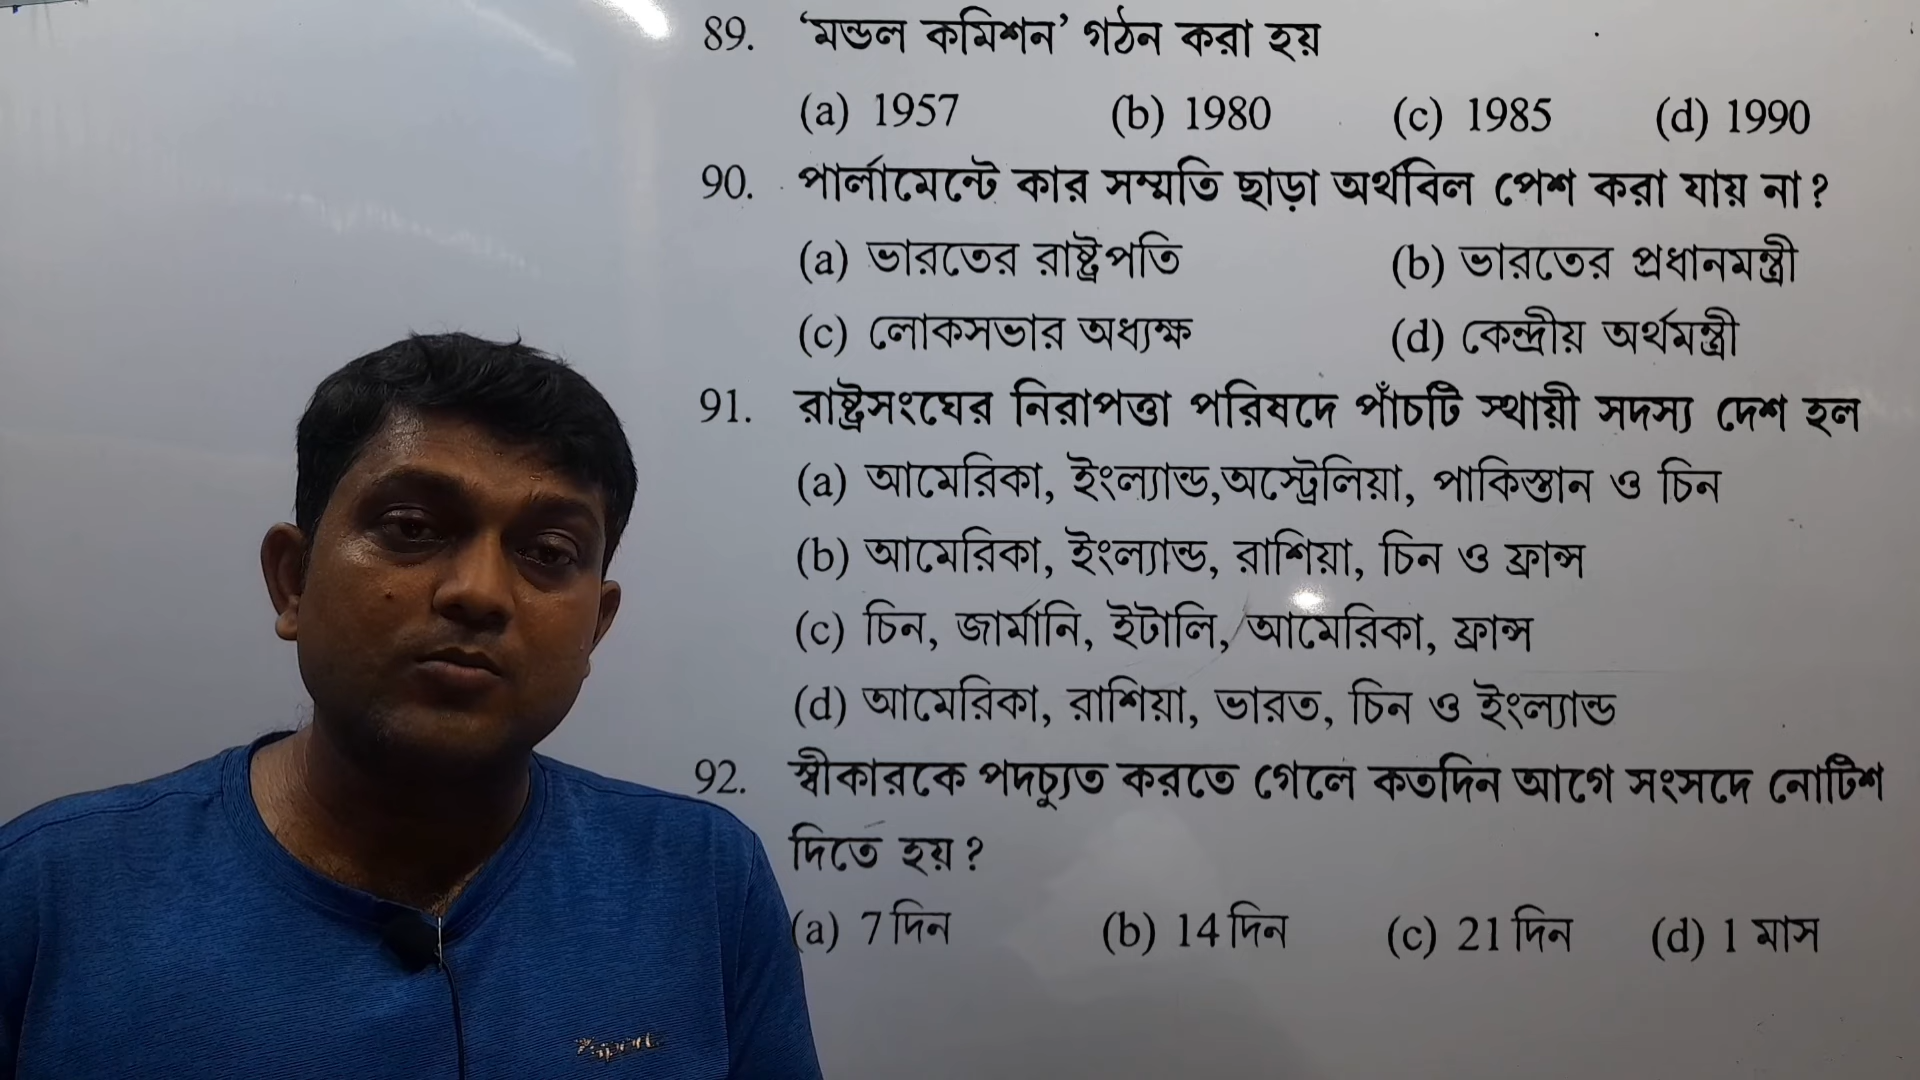 89. ‘মন্ডল কমিশন’ গঠন করা হয়
(a) 1957 (b) 1980 (c) 1985 (d) 1990
90. পার্লামেন্টে কার সম্মতি ছাড়া অর্থবিল পেশ করা যায় না?
(a) ভারতের রাষ্ট্রপতি (b) ভারতের প্রধানমন্ত্রী
(c) লোকসভার অধ্যক্ষ (d) কেন্দ্রীয় অর্থমন্ত্রী
91. রাষ্ট্রসংঘের নিরাপত্তা পরিষদে পাঁচটি স্থায়ী সদস্য দেশ হল
(a) আমেরিকা, ইংল্যান্ড,অস্ট্রেলিয়া, পাকিস্তান ও চিন
(b) আমেরিকা, ইংল্যান্ড, রাশিয়া, চিন ও ফ্রান্স
(c) চিন, জার্মানি, ইটালি, আমেরিকা, ফ্রান্স
(d) আমেরিকা, রাশিয়া, ভারত, চিন ও ইংল্যান্ড
92. স্বীকারকে পদচ্যুত করতে গেলে কতদিন আগে সংসদে নোটিশ
দিতে হয়?
(a) 7 দিন (b) 14 দিন (c) 21 দিন (d) 1 মাস